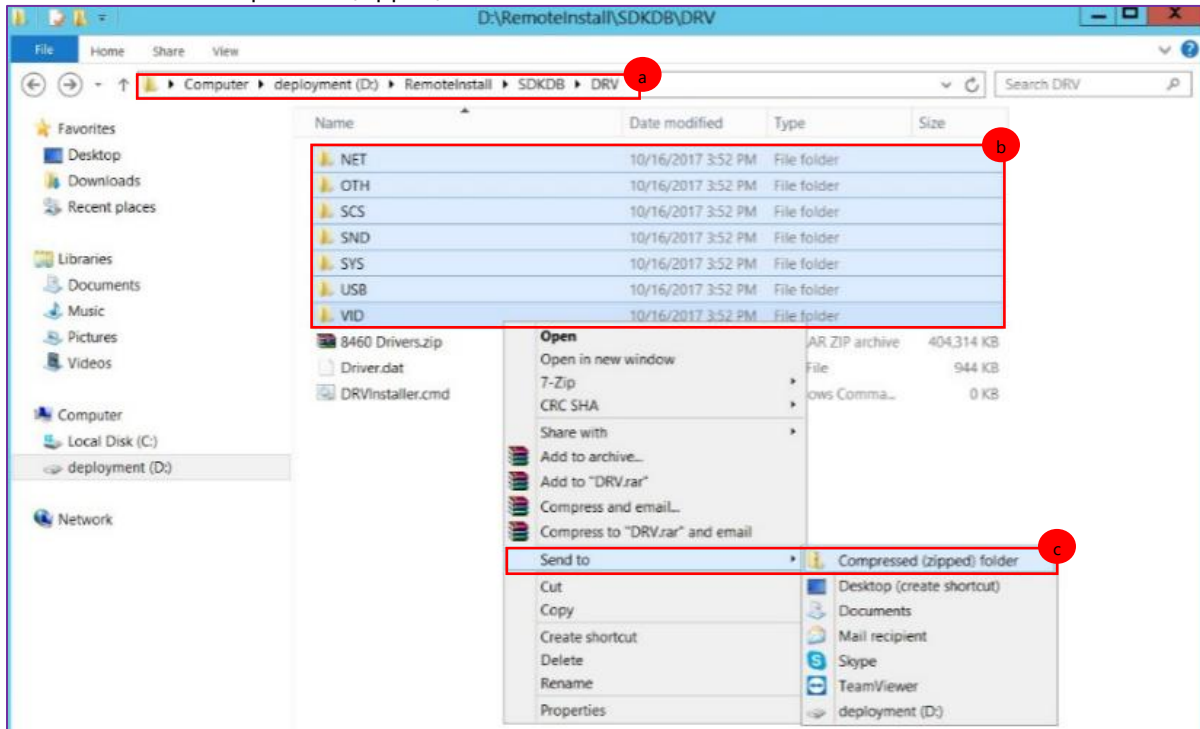 D:\RemoteInstall\SDKDB\DRV
File Home Share View
Computer deployment (D:) RemoteInstall SDKDB DRV
a
Search DRV
Name Date modified Type Size
b
Favorites
Desktop
Downloads
Recent places
Libraries
Documents
Music
Pictures
Videos
Computer
Local Disk (C:)
deployment (D:)
Network
NET 10/16/2017 3:52 PM File folder
OTH 10/16/2017 3:52 PM File folder
SCS 10/16/2017 3:52 PM File folder
SND 10/16/2017 3:52 PM File folder
SYS 10/16/2017 3:52 PM File folder
USB 10/16/2017 3:52 PM File folder
VID 10/16/2017 3:52 PM File folder
8460 Drivers.zip AR ZIP archive 404,314 KB
Driver.dat File 944 KB
DRVInstaller.cmd ows Comma... 0 KB
Open
Open in new window
7-Zip
CRC SHA
Share with
Add to archive...
Add to "DRV.rar"
Compress and email...
Compress to "DRV.rar" and email
Send to
c
Cut
Copy
Create shortcut
Delete
Rename
Properties
Compressed (zipped) folder
Desktop (create shortcut)
Documents
Mail recipient
Skype
TeamViewer
deployment (D:)